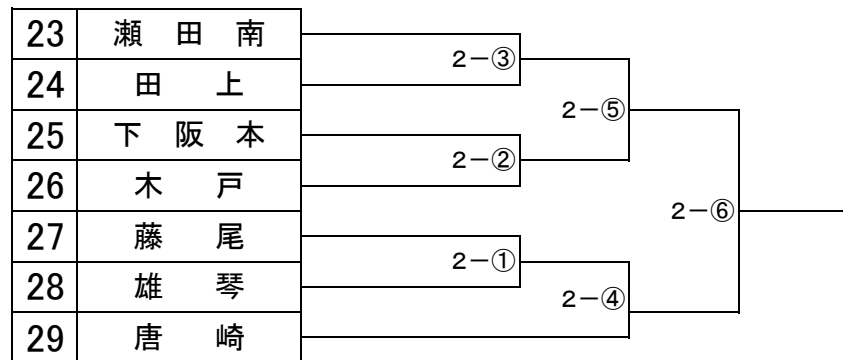 23 瀬田南
2-③
24 田上
2-⑤
25 下阪本
2-②
26 木戸
2-⑥
27 藤尾
2-①
28 雄琴
2-④
29 唐崎